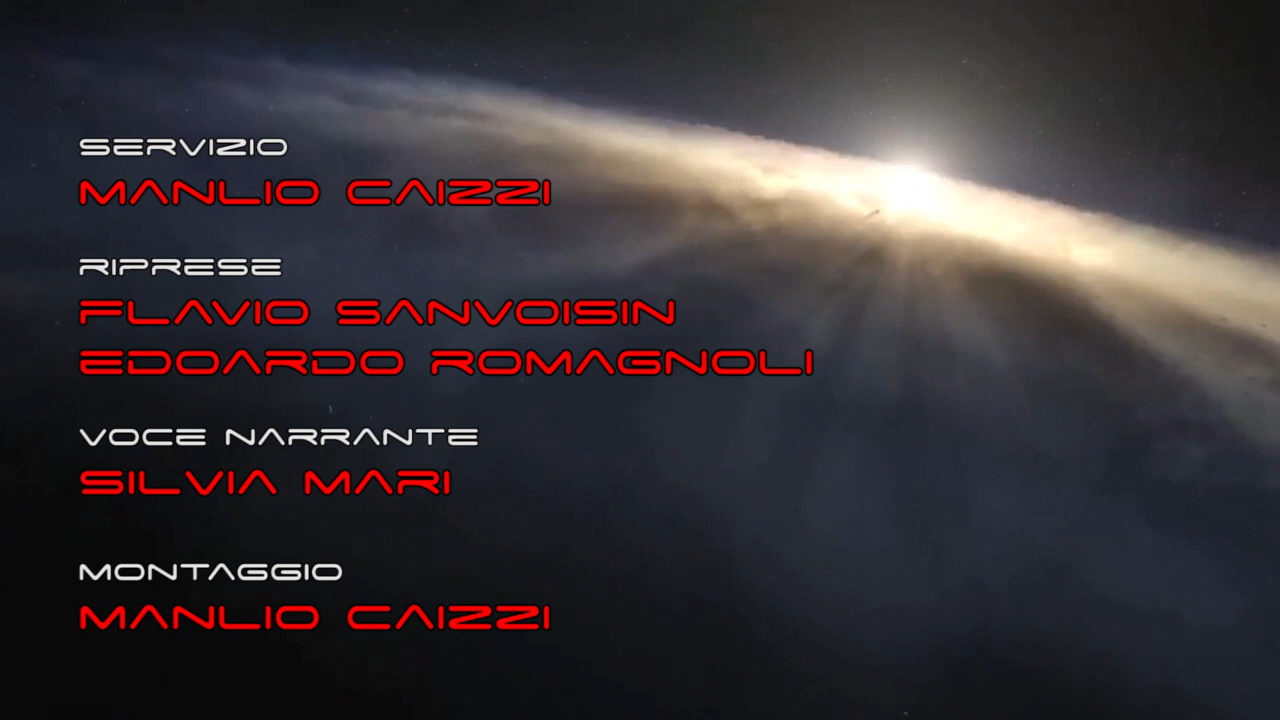 SERVIZIO
MANLIO CAIZZI
RIPRESE
FLAVIO SANVOISIN
EDOARDO ROMAGNOLI
VOCE NARRANTE
SILVIA MARI
MONTAGGIO
MANLIO CAIZZI